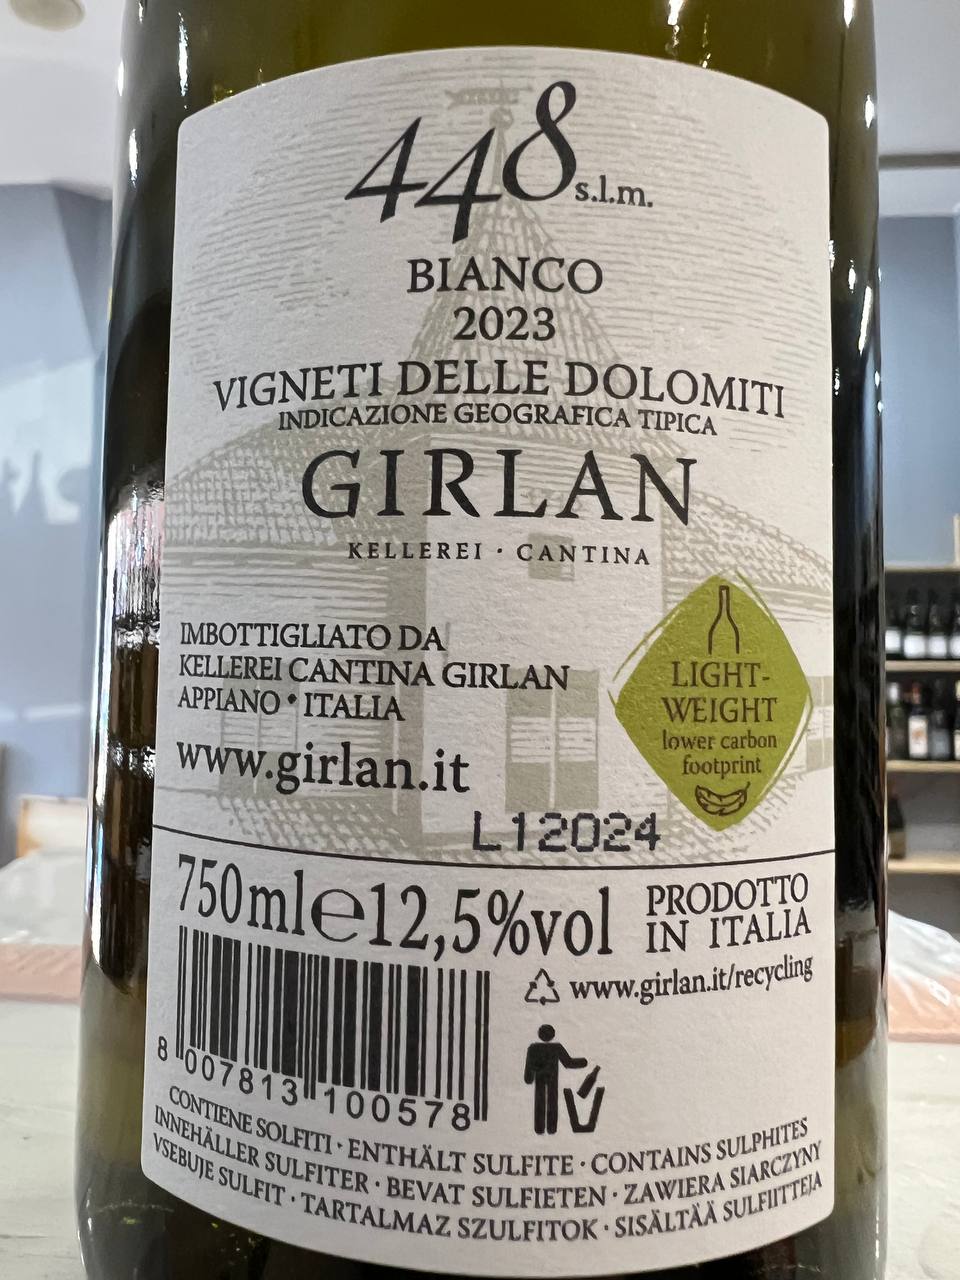 448 s.l.m.
BIANCO
2023
VIGNETI DELLE DOLOMITI
INDICAZIONE GEOGRAFICA TIPICA
GIRLAN
KELLEREI · CANTINA
IMBOTTIGLIATO DA
KELLEREI CANTINA GIRLAN
APPIANO • ITALIA
www.girlan.it
LIGHT-
WEIGHT
lower carbon
footprint
L12024
750ml e 12,5%vol
PRODOTTO
IN ITALIA
www.girlan.it/recycling
8 007813 100578
CONTIENE SOLFITI · ENTHÄLT SULFITE · CONTAINS SULPHITES
INNEHÅLLER SULFITER · BEVAT SULFIETEN · ZAWIERA SIARCZYNY
VSEBUJE SULFIT · TARTALMAZ SZULFITOK · SISÄLTÄÄ SULFIITTEJA